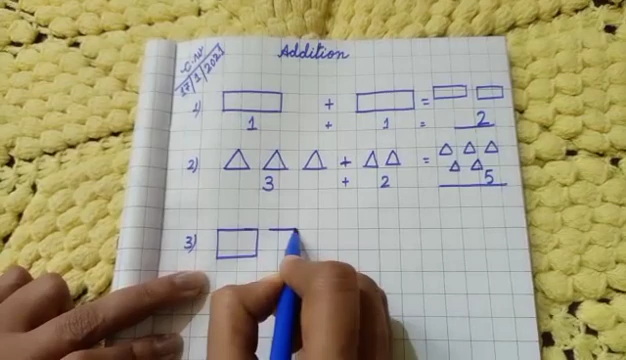 Addition
17/1/2021
1) + =
1 + 1 = 2
2) + =
3 + 2 5
3)